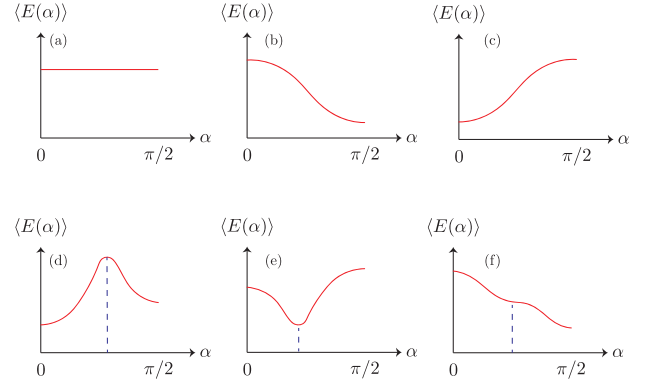 ⟨E(α)⟩ ⟨E(α)⟩ ⟨E(α)⟩
(a) (b) (c)
α α α
0 π/2 0 π/2 0 π/2
⟨E(α)⟩ ⟨E(α)⟩ ⟨E(α)⟩
(d) (e) (f)
α α α
0 π/2 0 π/2 0 π/2